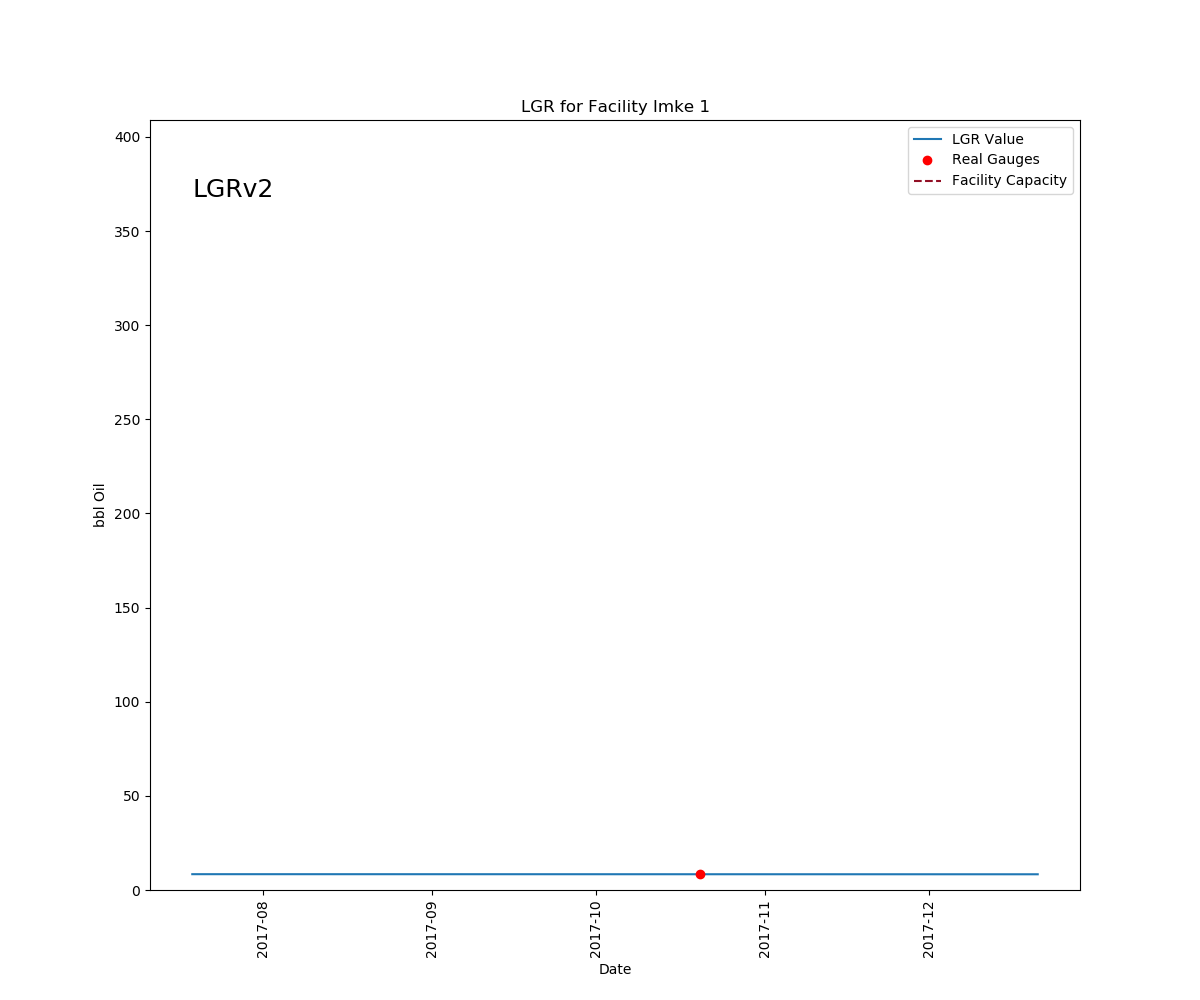 LGR for Facility Imke 1
LGRv2
LGR Value
Real Gauges
Facility Capacity
bbl Oil
400
350
300
250
200
150
100
50
0
2017-08
2017-09
2017-10
2017-11
2017-12
Date